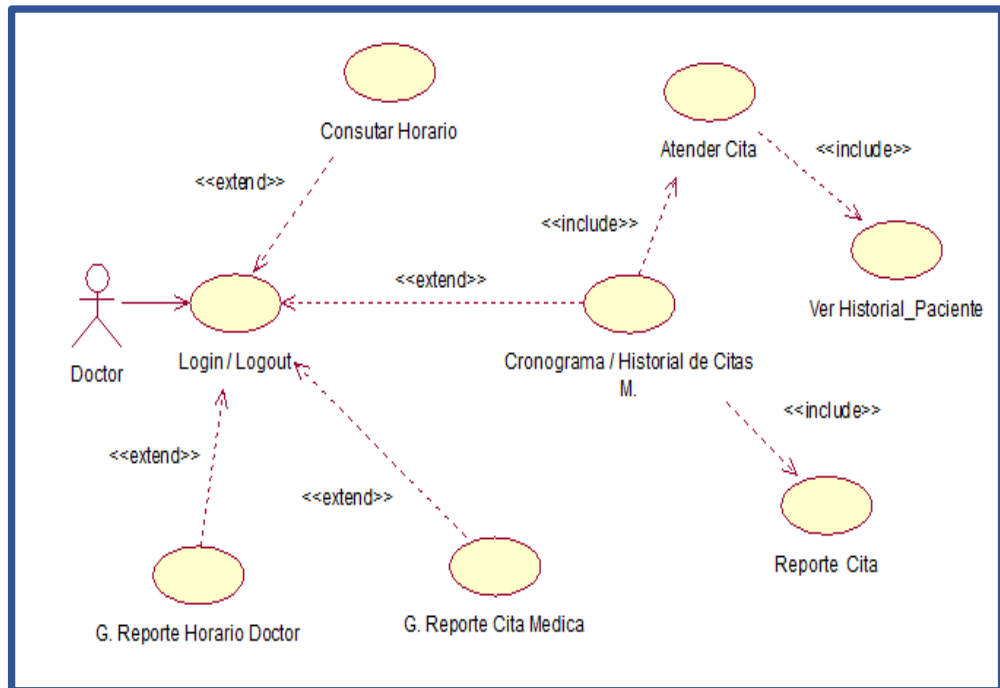 Consutar Horario
Atender Cita
<<include>>
<<extend>>
<<include>>
<<extend>>
Ver Historial_Paciente
Doctor
Login / Logout
Cronograma / Historial de Citas
M.
<<include>>
<<extend>>
<<extend>>
Reporte Cita
G. Reporte Horario Doctor
G. Reporte Cita Medica